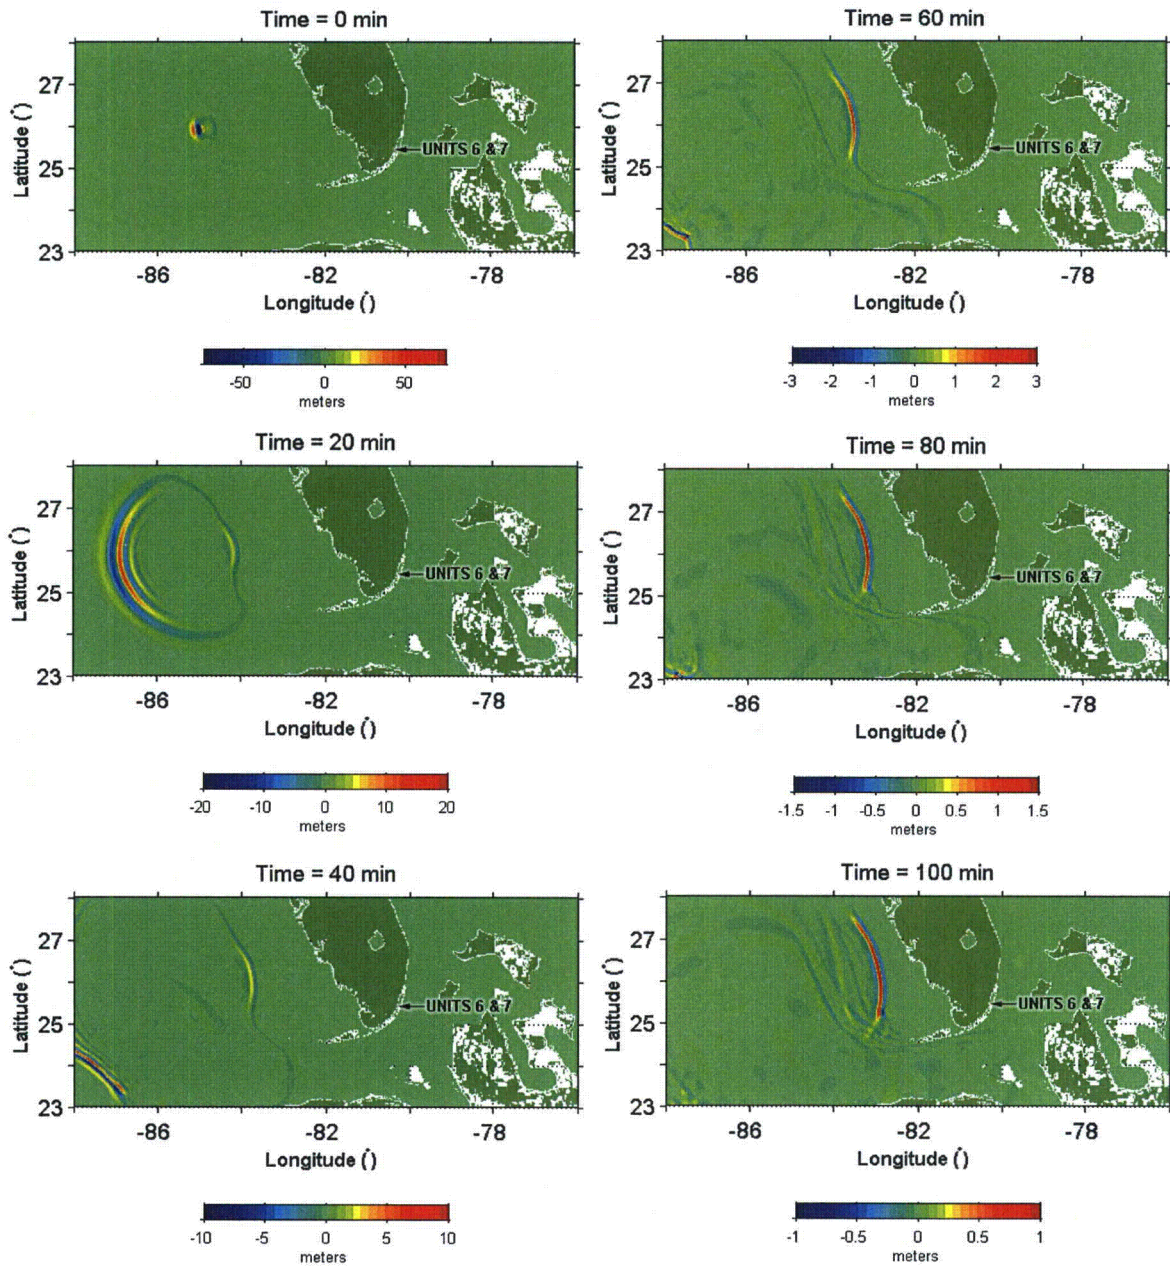 Time = 0 min
Latitude (°)
27
25
23
UNITS 6 & 7
-86 -82 -78
Longitude (°)
-50 0 50
meters
Time = 20 min
Latitude (°)
27
25
23
UNITS 6 & 7
-86 -82 -78
Longitude (°)
-20 -10 0 10 20
meters
Time = 40 min
Latitude (°)
27
25
23
UNITS 6 & 7
-86 -82 -78
Longitude (°)
-10 -5 0 5 10
meters
Time = 60 min
Latitude (°)
27
25
23
UNITS 6 & 7
-86 -82 -78
Longitude (°)
-3 -2 -1 0 1 2 3
meters
Time = 80 min
Latitude (°)
27
25
23
UNITS 6 & 7
-86 -82 -78
Longitude (°)
-1.5 -1 -0.5 0 0.5 1 1.5
meters
Time = 100 min
Latitude (°)
27
25
23
UNITS 6 & 7
-86 -82 -78
Longitude (°)
-1 -0.5 0 0.5 1
meters